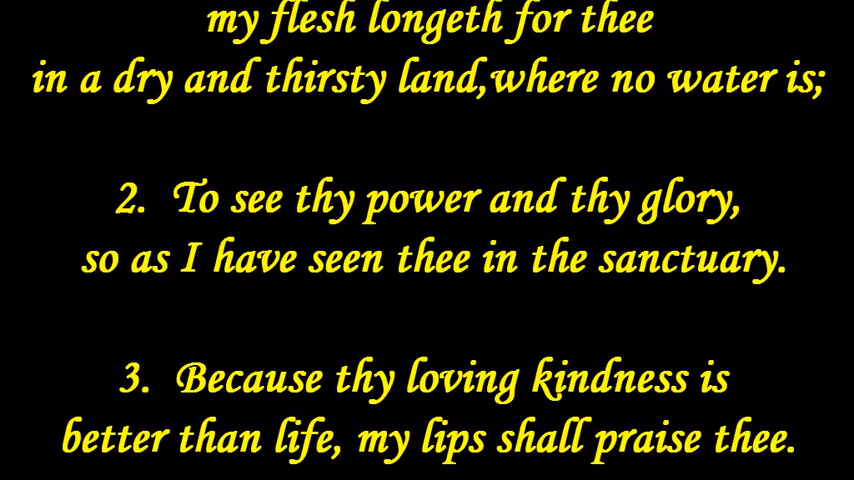 my flesh longeth for thee
in a dry and thirsty land,where no water is;
2. To see thy power and thy glory,
so as I have seen thee in the sanctuary.
3. Because thy loving kindness is
better than life, my lips shall praise thee.